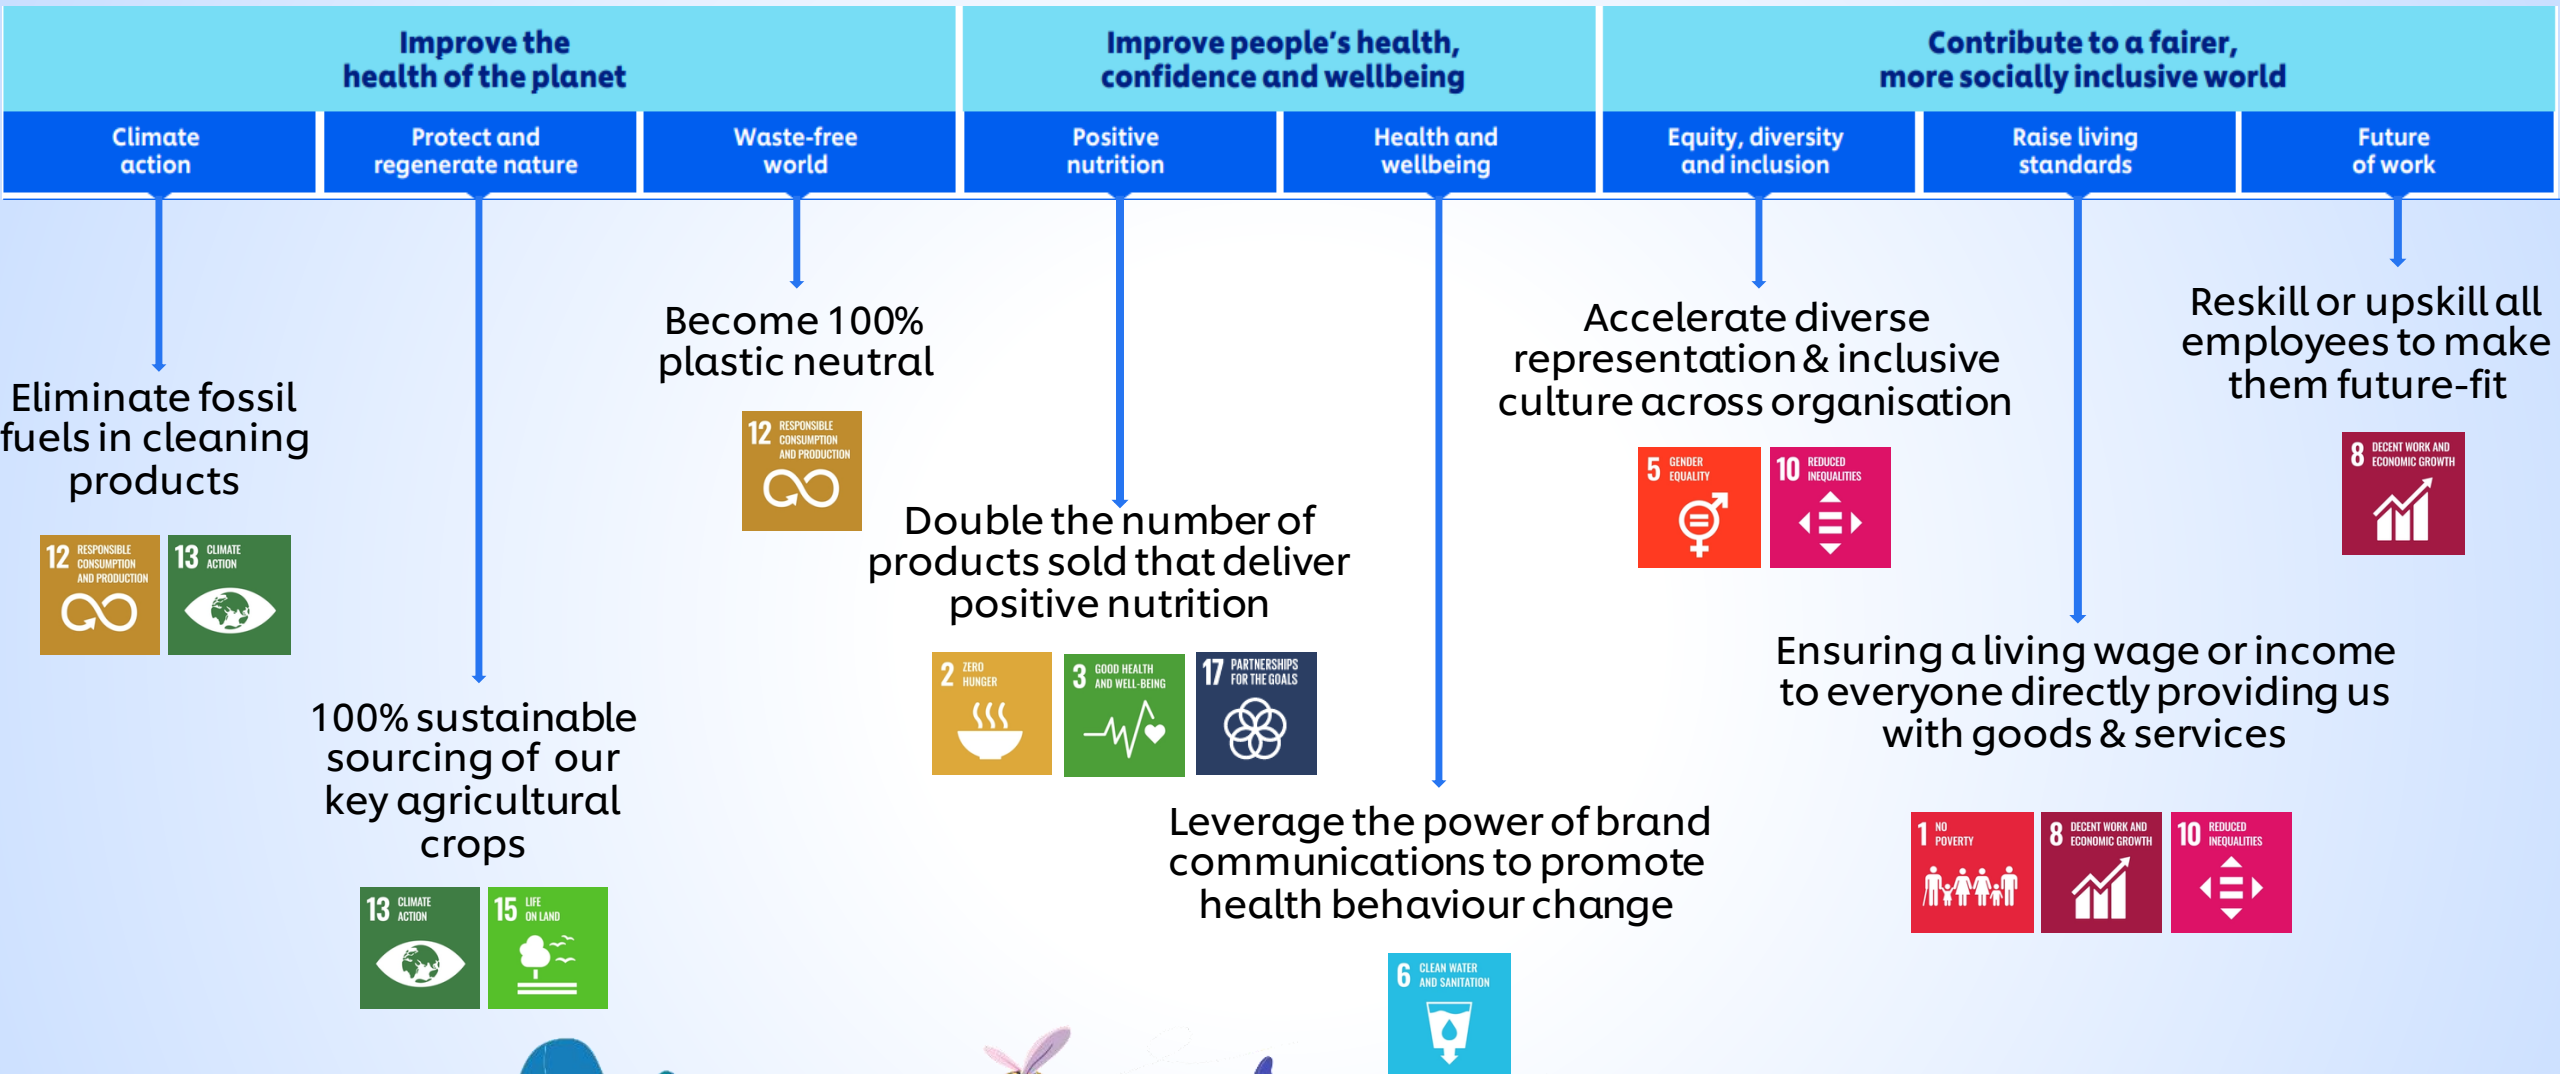 Improve the
health of the planet
Improve people's health,
confidence and wellbeing
Contribute to a fairer,
more socially inclusive world
Climate
action
Protect and
regenerate nature
Waste-free
world
Positive
nutrition
Health and
wellbeing
Equity, diversity
and inclusion
Raise living
standards
Future
of work
Eliminate fossil
fuels in cleaning
products
12 RESPONSIBLE
CONSUMPTION
AND PRODUCTION
13 CLIMATE
ACTION
100% sustainable
sourcing of our
key agricultural
crops
13 CLIMATE
ACTION
15 LIFE
ON LAND
Become 100%
plastic neutral
12 RESPONSIBLE
CONSUMPTION
AND PRODUCTION
Double the number of
products sold that deliver
positive nutrition
2 ZERO
HUNGER
3 GOOD HEALTH
AND WELL-BEING
17 PARTNERSHIPS
FOR THE GOALS
Leverage the power of brand
communications to promote
health behaviour change
6 CLEAN WATER
AND SANITATION
Accelerate diverse
representation & inclusive
culture across organisation
5 GENDER
EQUALITY
10 REDUCED
INEQUALITIES
Ensuring a living wage or income
to everyone directly providing us
with goods & services
1 NO
POVERTY
8 DECENT WORK AND
ECONOMIC GROWTH
10 REDUCED
INEQUALITIES
Reskill or upskill all
employees to make
them future-fit
8 DECENT WORK AND
ECONOMIC GROWTH